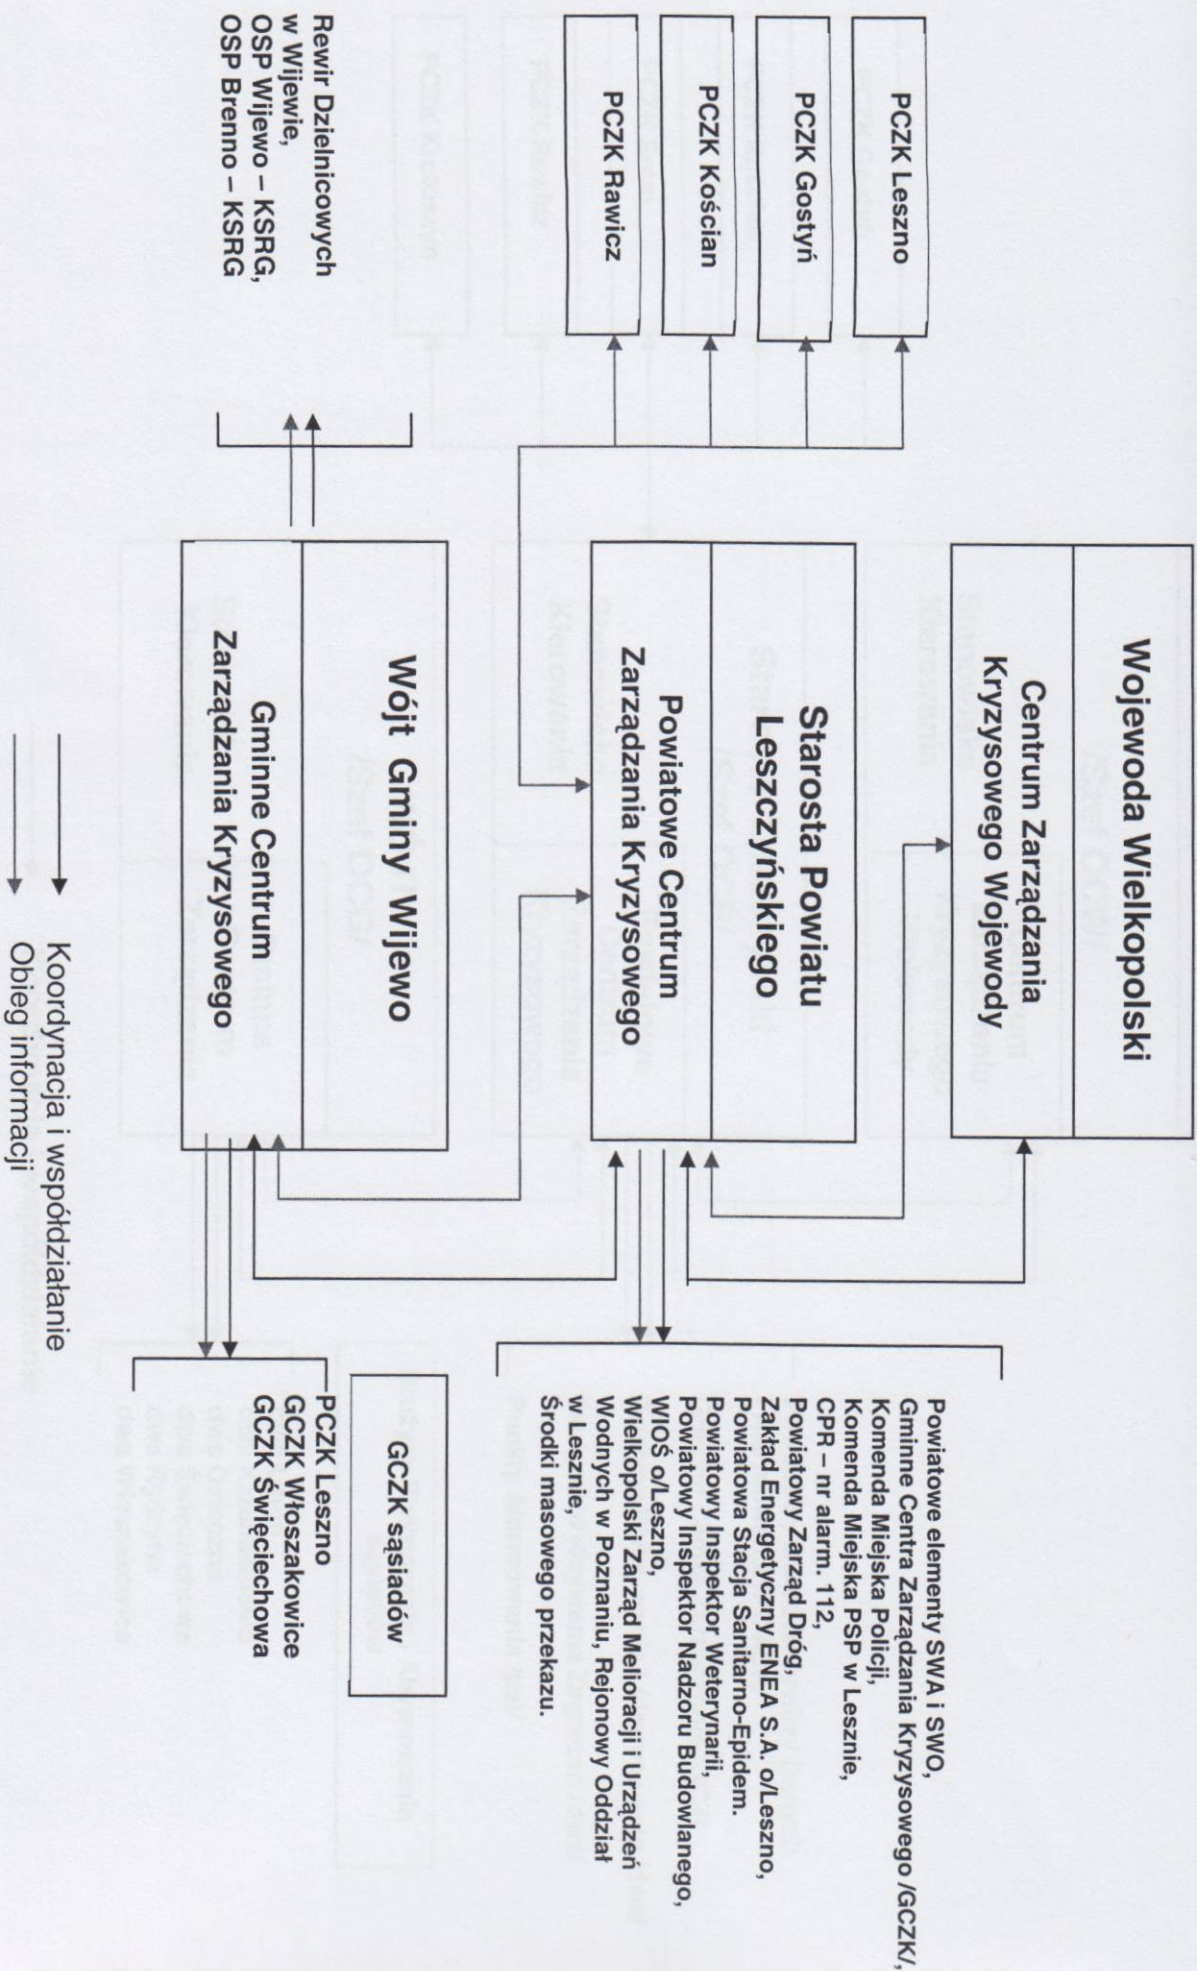 Wojewoda Wielkopolski
Centrum Zarządzania
Kryzysowego Wojewody
PCZK Leszno
PCZK Gostyń
PCZK Kościan
PCZK Rawicz
Starosta Powiatu
Leszczyńskiego
Powiatowe Centrum
Zarządzania Kryzysowego
Powiatowe elementy SWA i SWO,
Gminne Centra Zarządzania Kryzysowego /GCZK/,
Komenda Miejska Policji,
Komenda Miejska PSP w Lesznie,
CPR – nr alarm. 112,
Powiatowy Zarząd Dróg,
Zakład Energetyczny ENEA S.A. o/Leszno,
Powiatowa Stacja Sanitarno-Epidem.
Powiatowy Inspektor Weterynarii,
Powiatowy Inspektor Nadzoru Budowlanego,
WIOŚ o/Leszno,
Wielkopolski Zarząd Melioracji i Urządzeń
Wodnych w Poznaniu, Rejonowy Oddział
w Lesznie,
Środki masowego przekazu.
Rewir Dzielnicowych
w Wijewie,
OSP Wijewo – KSRG,
OSP Brenno – KSRG
Wójt Gminy Wijewo
Gminne Centrum
Zarządzania Kryzysowego
GCZK sąsiadów
PCZK Leszno
GCZK Włoszakowice
GCZK Święciechowa
Koordynacja i współdziałanie
Obieg informacji